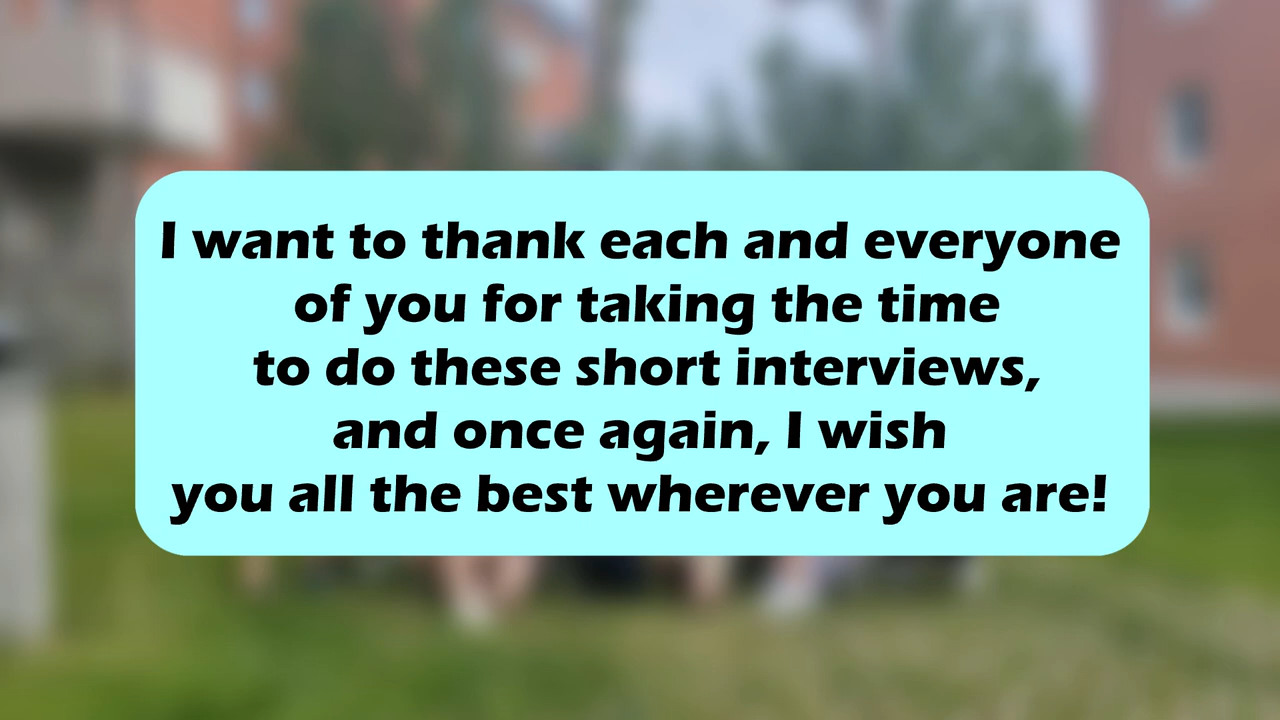 I want to thank each and everyone
of you for taking the time
to do these short interviews,
and once again, I wish
you all the best wherever you are!